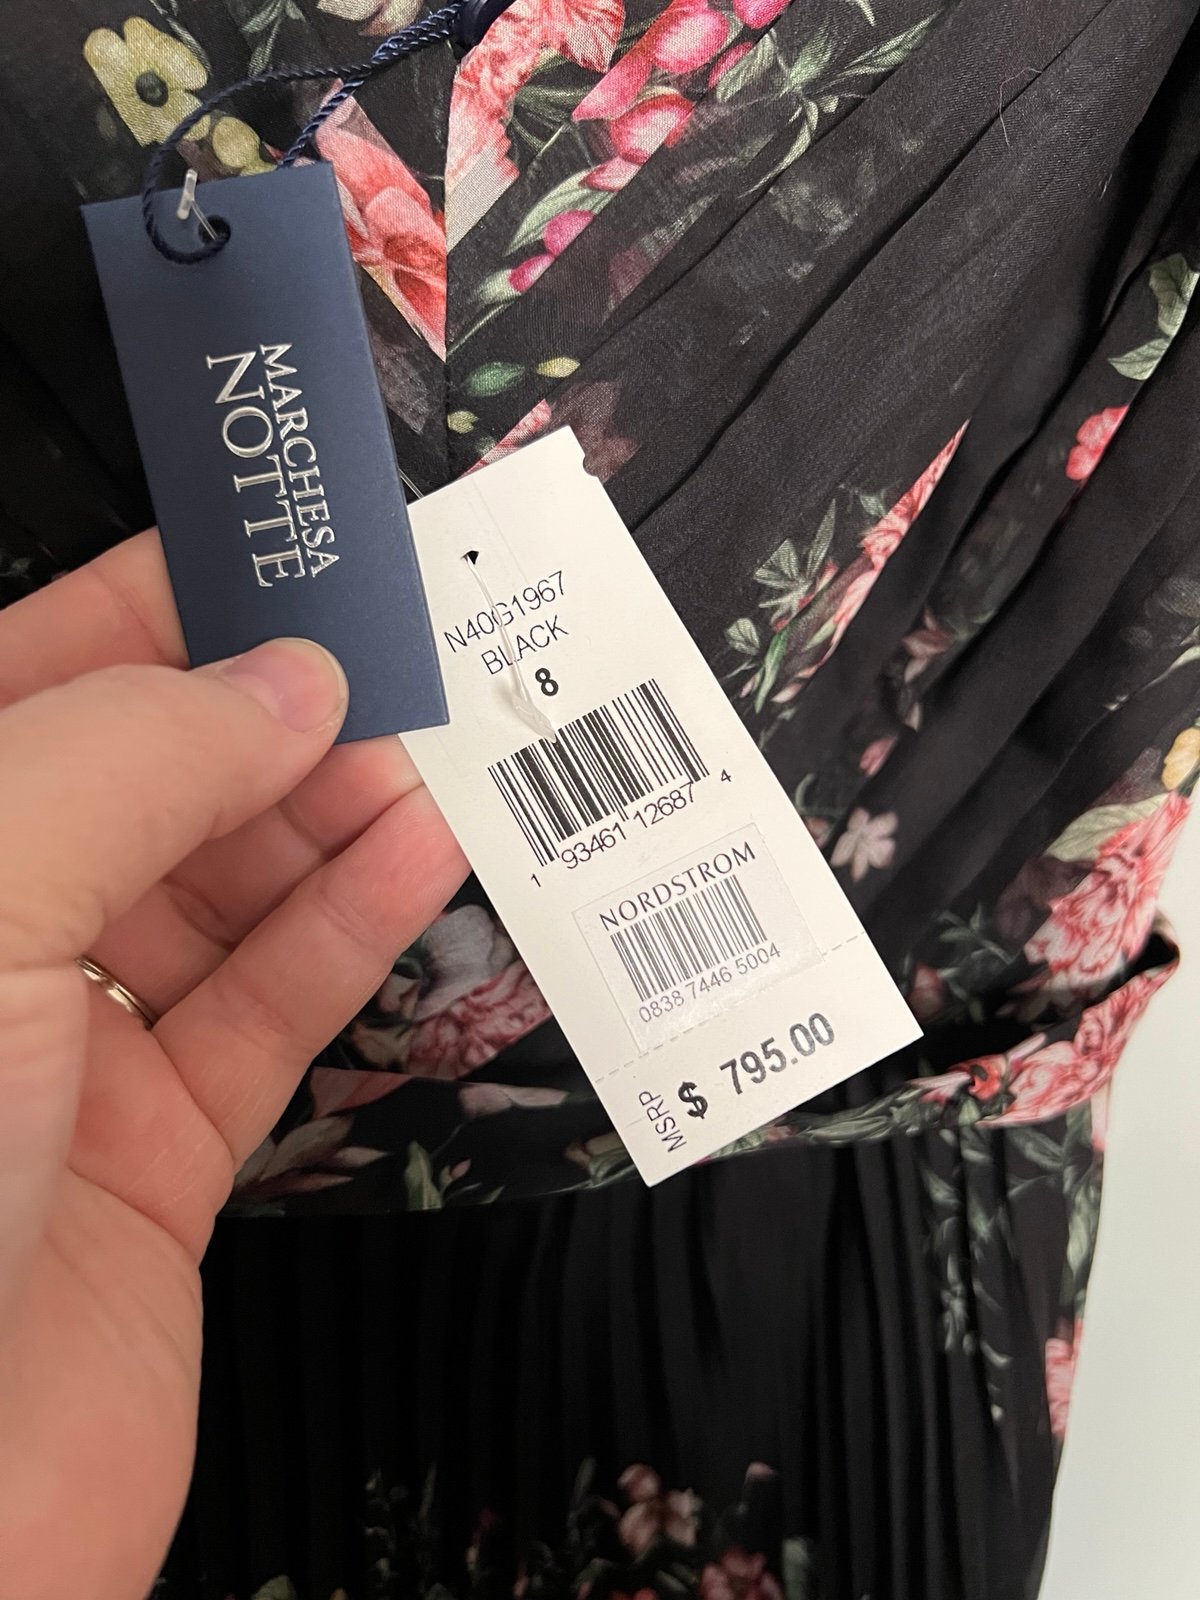 MARCHESA
NOTTE
N40G1967
BLACK
8
1 93461 12687 4
NORDSTROM
0838 7446 5004
MSRP $ 795.00